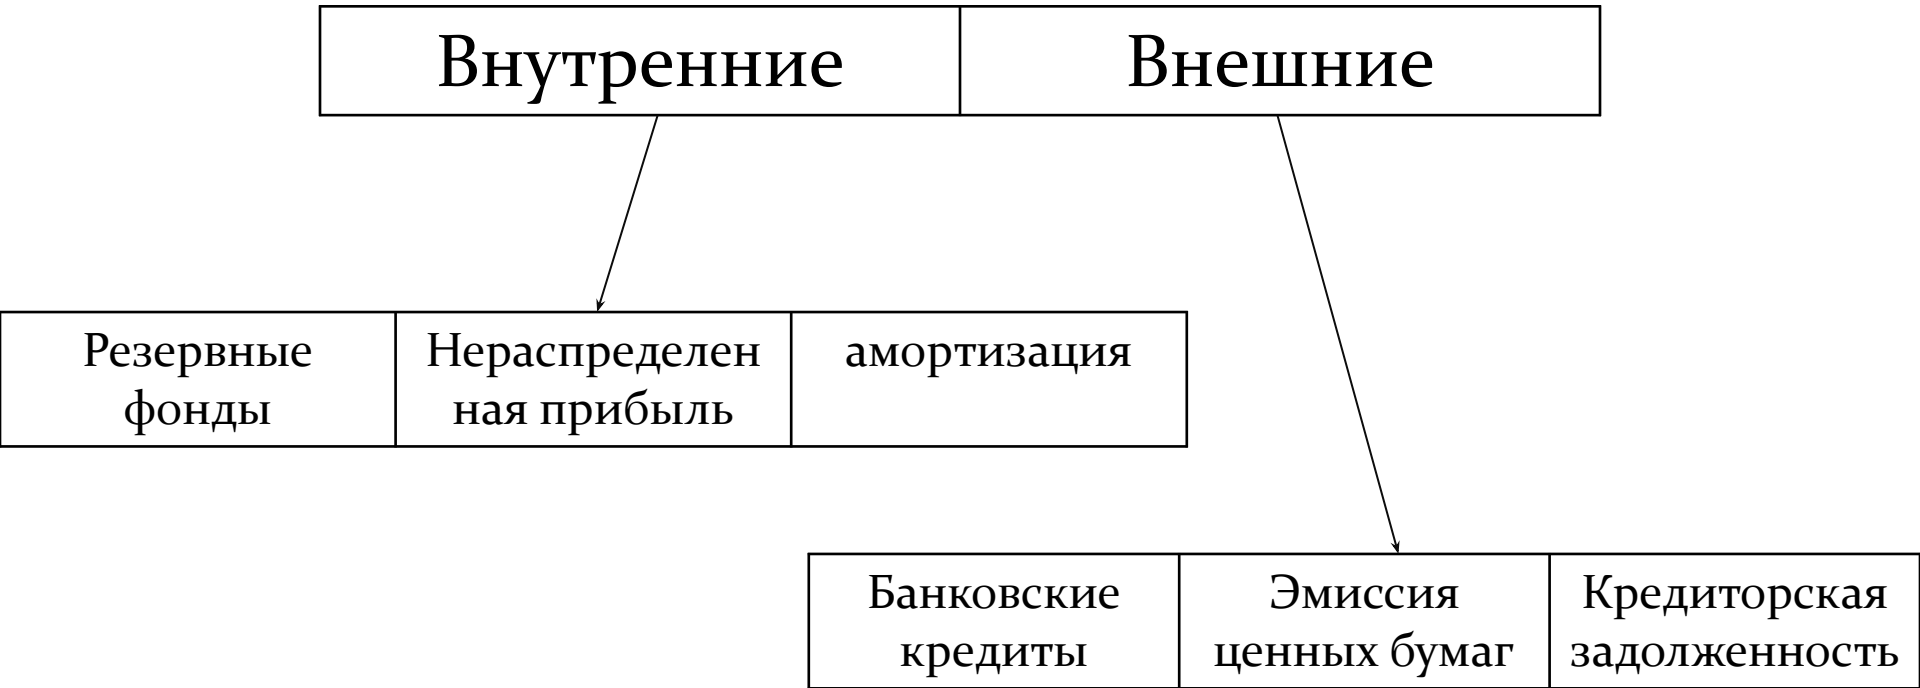 Внутренние
Внешние
Резервные
фонды
Нераспределен
ная прибыль
амортизация
Банковские
кредиты
Эмиссия
ценных бумаг
Кредиторская
задолженность